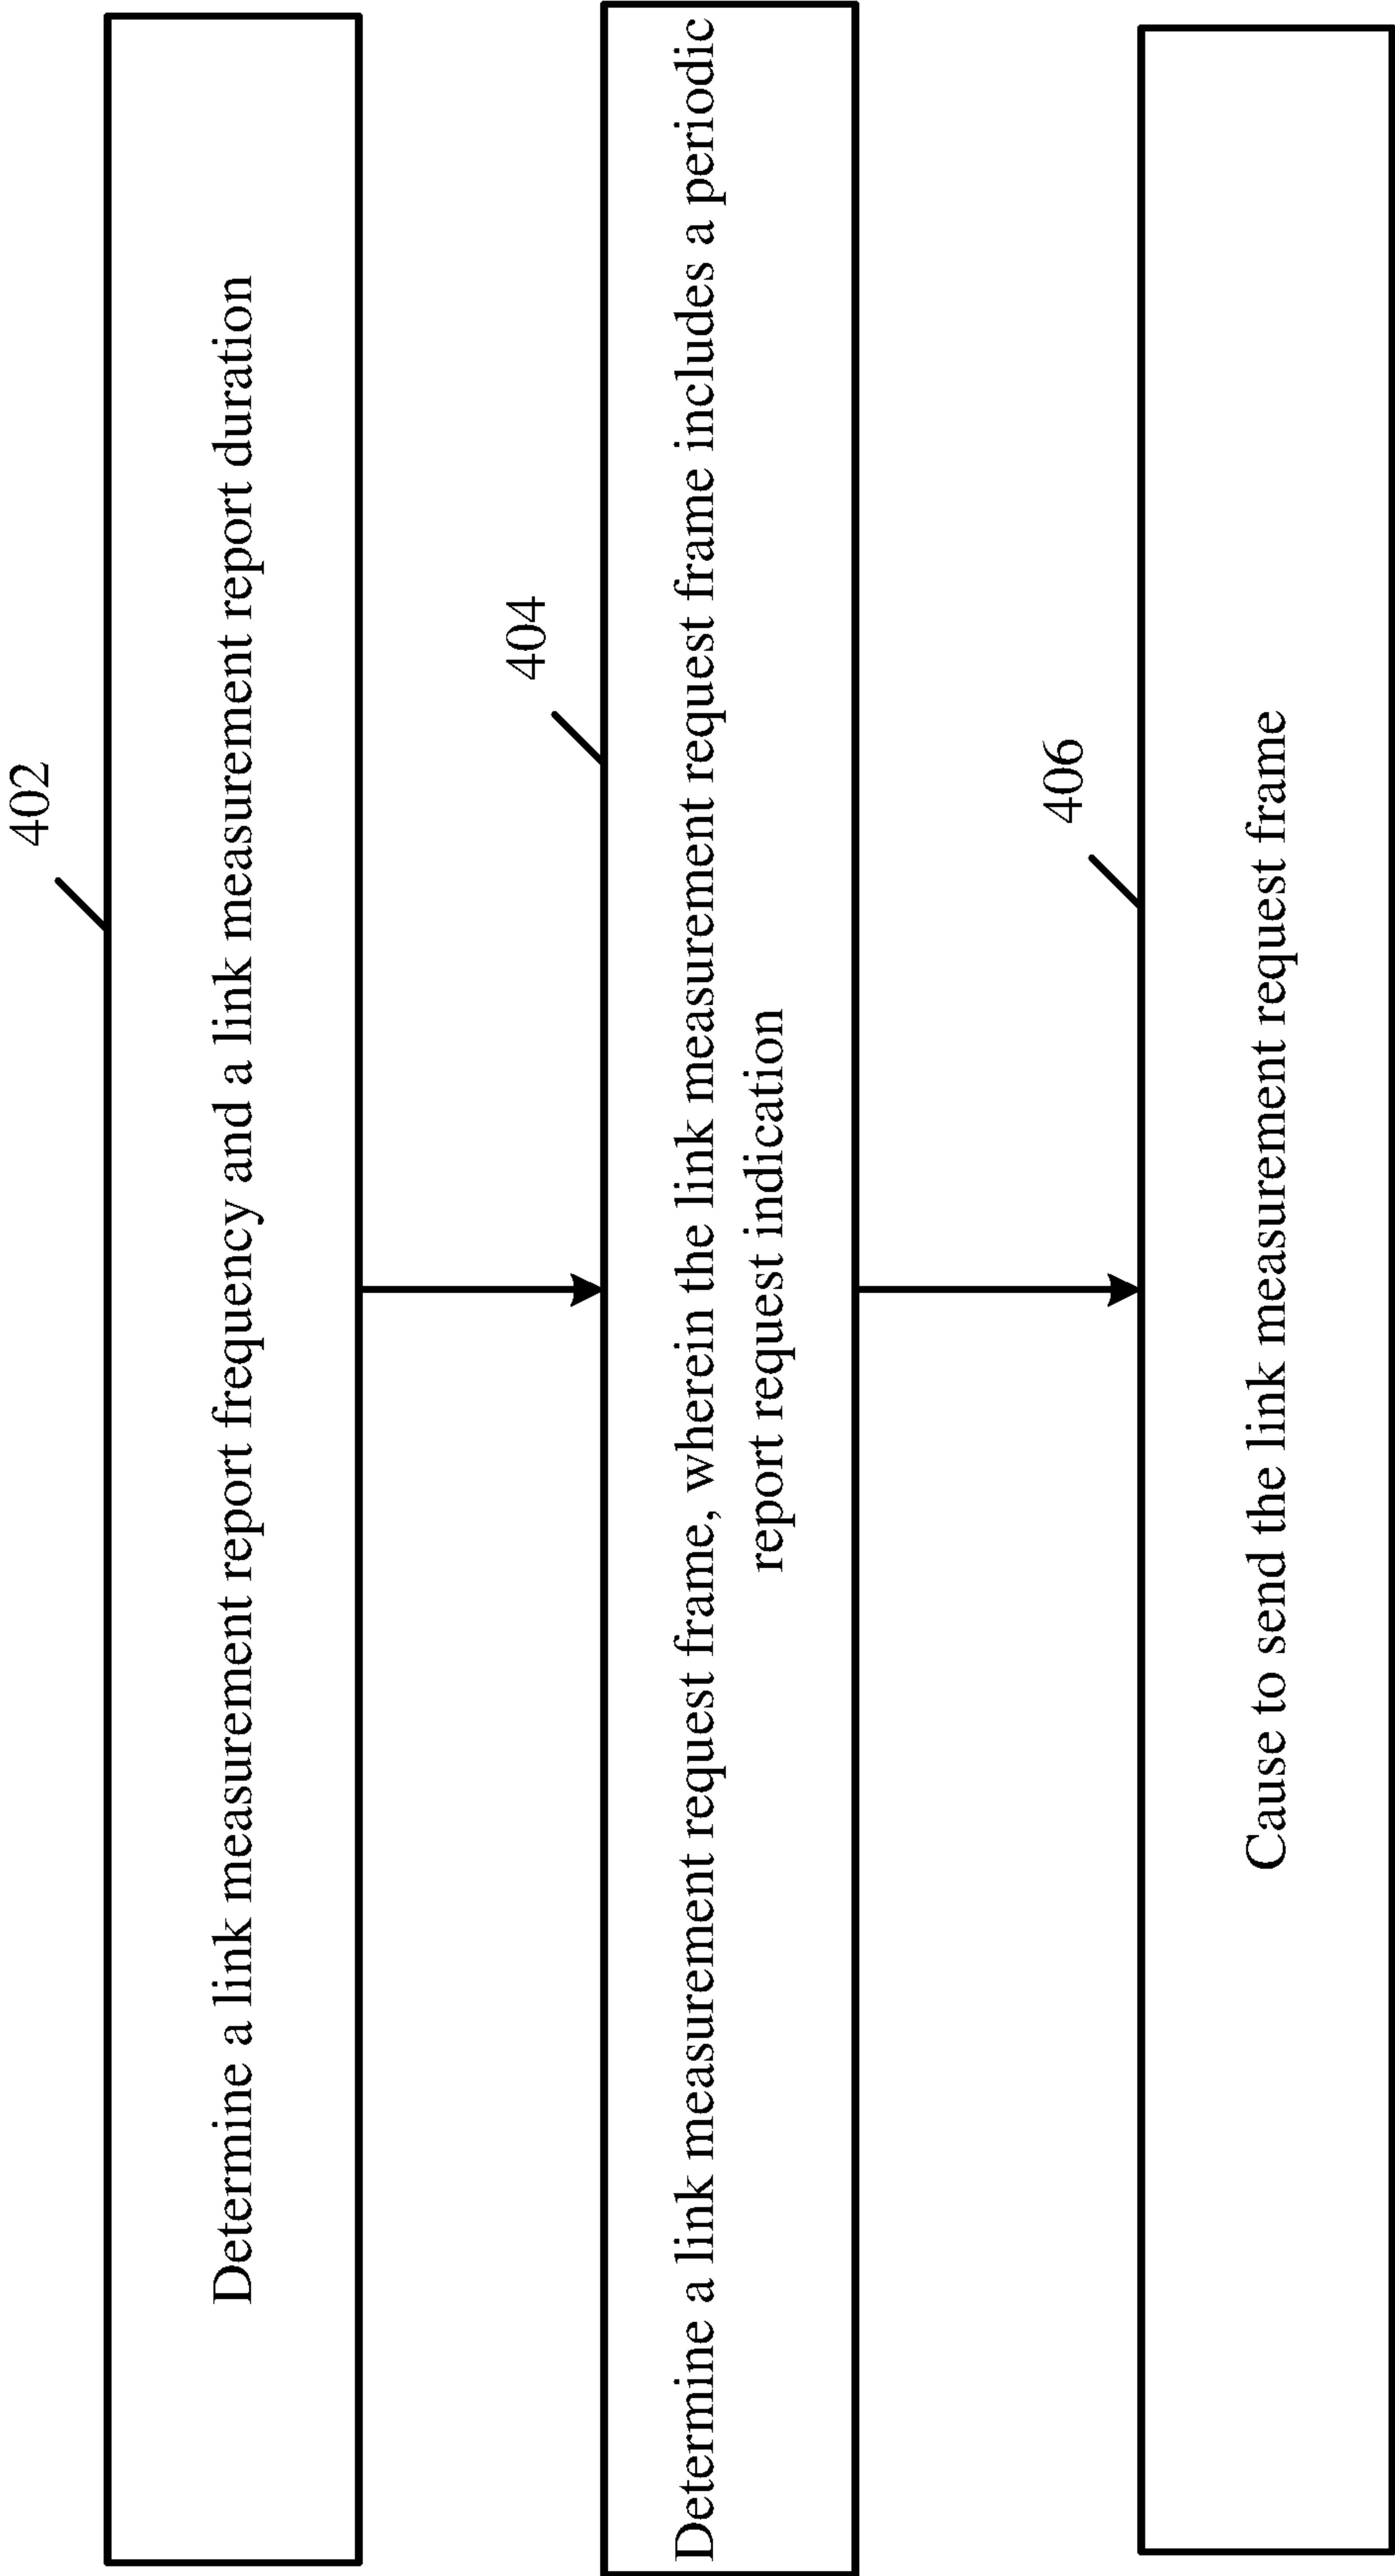 402
Determine a link measurement report frequency and a link measurement report duration
404
Determine a link measurement request frame, wherein the link measurement request frame includes a periodic
report request indication
406
Cause to send the link measurement request frame